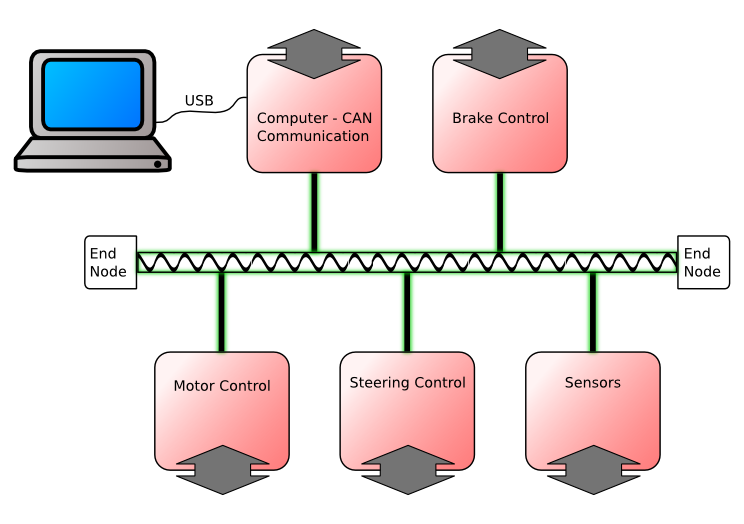 USB
Computer - CAN
Communication
Brake Control
End
Node
End
Node
Motor Control
Steering Control
Sensors